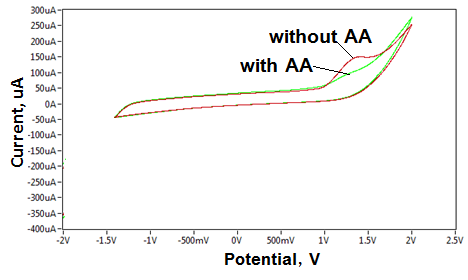 300uA
250uA
200uA
150uA
100uA
50uA
0A
-50uA
-100uA
-150uA
-200uA
-250uA
-300uA
-350uA
-400uA
Current, uA
without AA
with AA
-2V -1.5V -1V -500mV 0V 500mV 1V 1.5V 2V 2.5V
Potential, V